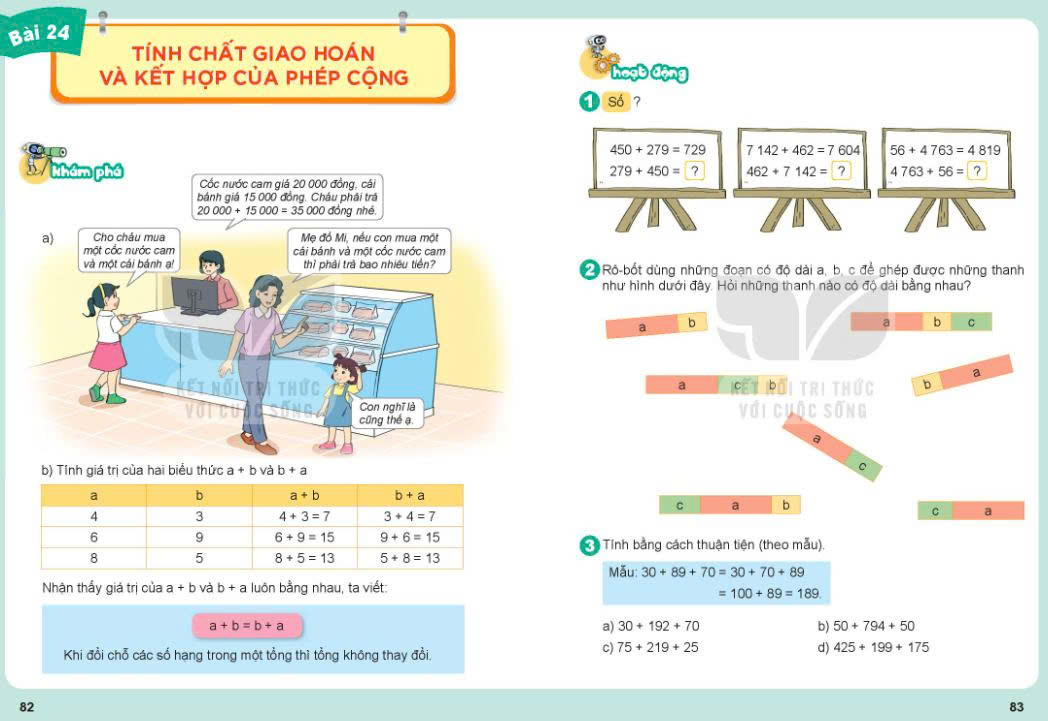 Bài 24
TÍNH CHẤT GIAO HOÁN
VÀ KẾT HỢP CỦA PHÉP CỘNG
Khám phá
a)
Cốc nước cam giá 20 000 đồng, cái
bánh giá 15 000 đồng. Cháu phải trả
20 000 + 15 000 = 35 000 đồng nhé.
Cho cháu mua
một cốc nước cam
và một cái bánh ạ!
Mẹ đố Mi, nếu con mua một
cái bánh và một cốc nước cam
thì phải trả bao nhiêu tiền?
Con nghĩ là
cũng thế ạ.
KẾT NỐI TRI THỨC
VỚI CUỘC SỐNG
b) Tính giá trị của hai biểu thức a + b và b + a
a b a + b b + a
4 3 4 + 3 = 7 3 + 4 = 7
6 9 6 + 9 = 15 9 + 6 = 15
8 5 8 + 5 = 13 5 + 8 = 13
Nhận thấy giá trị của a + b và b + a luôn bằng nhau, ta viết:
a + b = b + a
Khi đổi chỗ các số hạng trong một tổng thì tổng không thay đổi.
82
hoạt động
1 Số ?
450 + 279 = 729
279 + 450 = ?
7 142 + 462 = 7 604
462 + 7 142 = ?
56 + 4 763 = 4 819
4 763 + 56 = ?
2 Rô-bốt dùng những đoạn có độ dài a, b, c để ghép được những thanh
như hình dưới đây. Hỏi những thanh nào có độ dài bằng nhau?
a b
a b c
a c b
b a
KẾT NỐI TRI THỨC
VỚI CUỘC SỐNG
a c
c a b
c a
3 Tính bằng cách thuận tiện (theo mẫu).
Mẫu: 30 + 89 + 70 = 30 + 70 + 89
= 100 + 89 = 189.
a) 30 + 192 + 70 b) 50 + 794 + 50
c) 75 + 219 + 25 d) 425 + 199 + 175
83